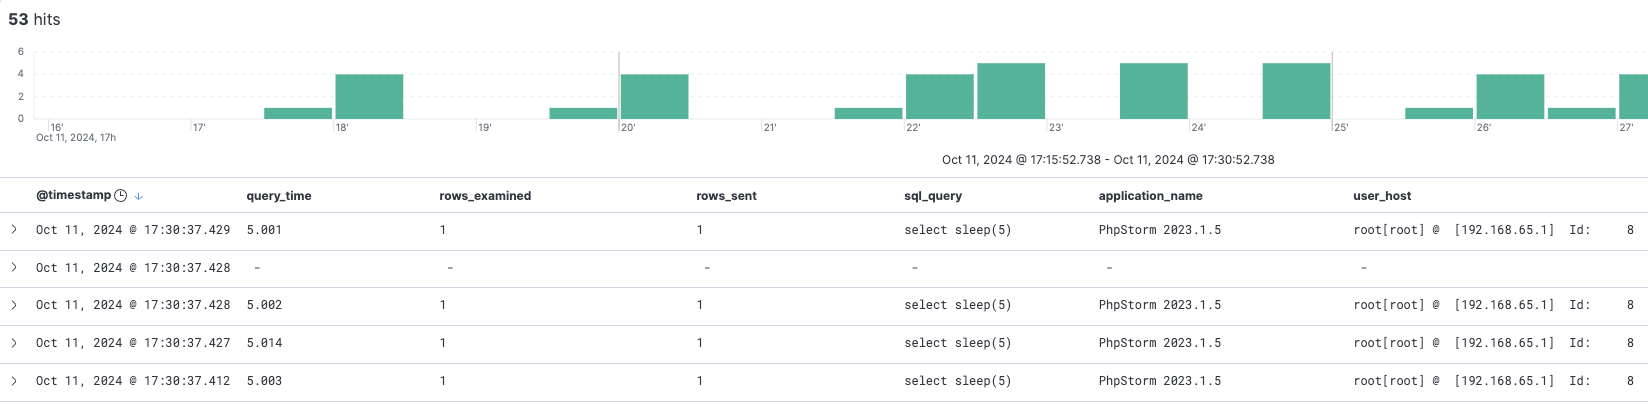 53 hits
6
4
2
0
16' 17' 18' 19' 20' 21' 22' 23' 24' 25' 26' 27'
Oct 11, 2024, 17h
Oct 11, 2024 @ 17:15:52.738 - Oct 11, 2024 @ 17:30:52.738
@timestamp query_time rows_examined rows_sent sql_query application_name user_host
Oct 11, 2024 @ 17:30:37.429 5.001 1 1 select sleep(5) PhpStorm 2023.1.5 root[root] @ [192.168.65.1] Id: 8
Oct 11, 2024 @ 17:30:37.428 - - - - - -
Oct 11, 2024 @ 17:30:37.428 5.002 1 1 select sleep(5) PhpStorm 2023.1.5 root[root] @ [192.168.65.1] Id: 8
Oct 11, 2024 @ 17:30:37.427 5.014 1 1 select sleep(5) PhpStorm 2023.1.5 root[root] @ [192.168.65.1] Id: 8
Oct 11, 2024 @ 17:30:37.412 5.003 1 1 select sleep(5) PhpStorm 2023.1.5 root[root] @ [192.168.65.1] Id: 8